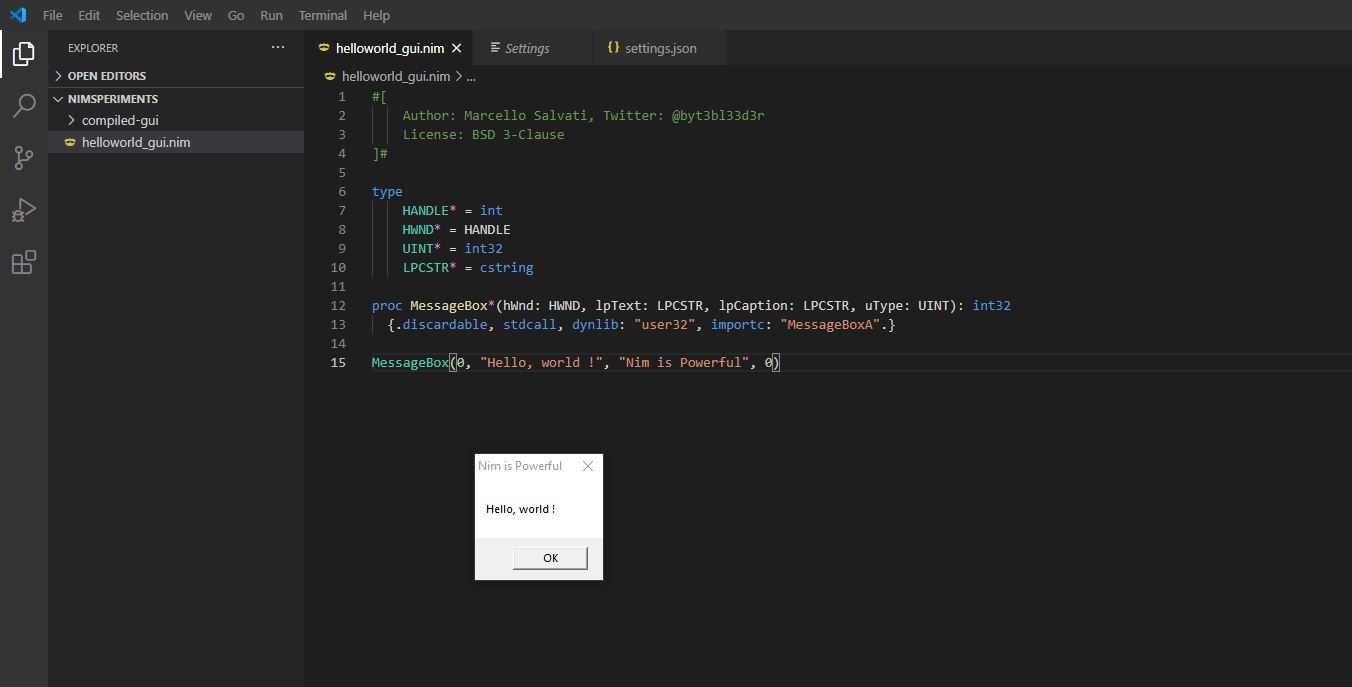 File Edit Selection View Go Run Terminal Help
EXPLORER ...
OPEN EDITORS
NIMSPERIMENTS
compiled-gui
helloworld_gui.nim
helloworld_gui.nim Settings settings.json
helloworld_gui.nim > ...
1 #[
2 Author: Marcello Salvati, Twitter: @byt3bl33d3r
3 License: BSD 3-Clause
4 ]#
5
6 type
7 HANDLE* = int
8 HWND* = HANDLE
9 UINT* = int32
10 LPCSTR* = cstring
11
12 proc MessageBox*(hWnd: HWND, lpText: LPCSTR, lpCaption: LPCSTR, uType: UINT): int32
13 {.discardable, stdcall, dynlib: "user32", importc: "MessageBoxA".}
14
15 MessageBox(0, "Hello, world !", "Nim is Powerful", 0)
Nim is Powerful
Hello, world !
OK